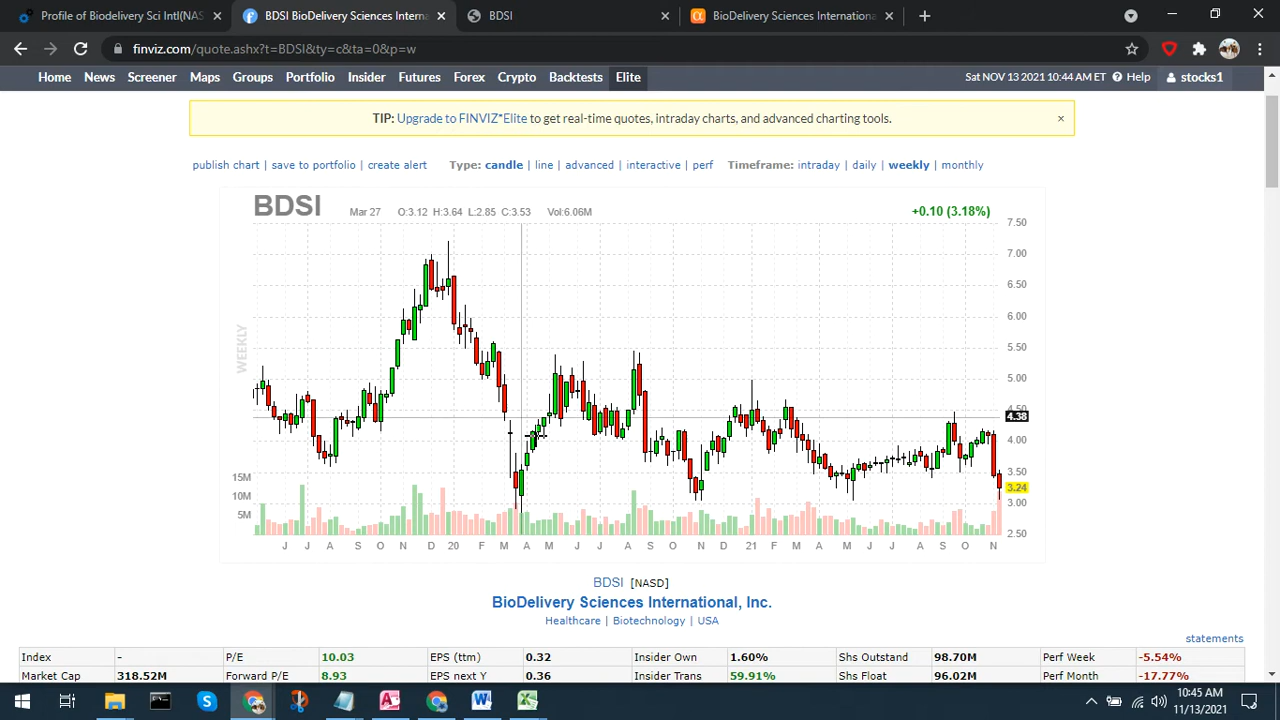 Profile of Biodelivery Sci Intl(NAS
BDSI BioDelivery Sciences Interna
BDSI
BioDelivery Sciences Internationa
finviz.com/quote.ashx?t=BDSI&ty=c&ta=0&p=w
Home News Screener Maps Groups Portfolio Insider Futures Forex Crypto Backtests Elite Sat NOV 13 2021 10:44 AM ET Help stocks1
TIP: Upgrade to FINVIZ*Elite to get real-time quotes, intraday charts, and advanced charting tools. ×
publish chart | save to portfolio | create alert Type: candle | line | advanced | interactive | perf Timeframe: intraday | daily | weekly | monthly
BDSI Mar 27 O:3.12 H:3.64 L:2.85 C:3.53 Vol:6.06M +0.10 (3.18%)
7.50
7.00
6.50
6.00
WEEKLY
5.50
5.00
4.50
4.38
4.00
15M 3.50
3.24
10M 3.00
5M
2.50
J J A S O N D 20 F M A M J J A S O N D 21 F M A M J J A S O N
BDSI [NASD]
BioDelivery Sciences International, Inc.
Healthcare | Biotechnology | USA
statements
Index - P/E 10.03 EPS (ttm) 0.32 Insider Own 1.60% Shs Outstand 98.70M Perf Week -5.54%
Market Cap 318.52M Forward P/E 8.93 EPS next Y 0.36 Insider Trans 59.91% Shs Float 96.02M Perf Month -17.77%
10:45 AM
11/13/2021